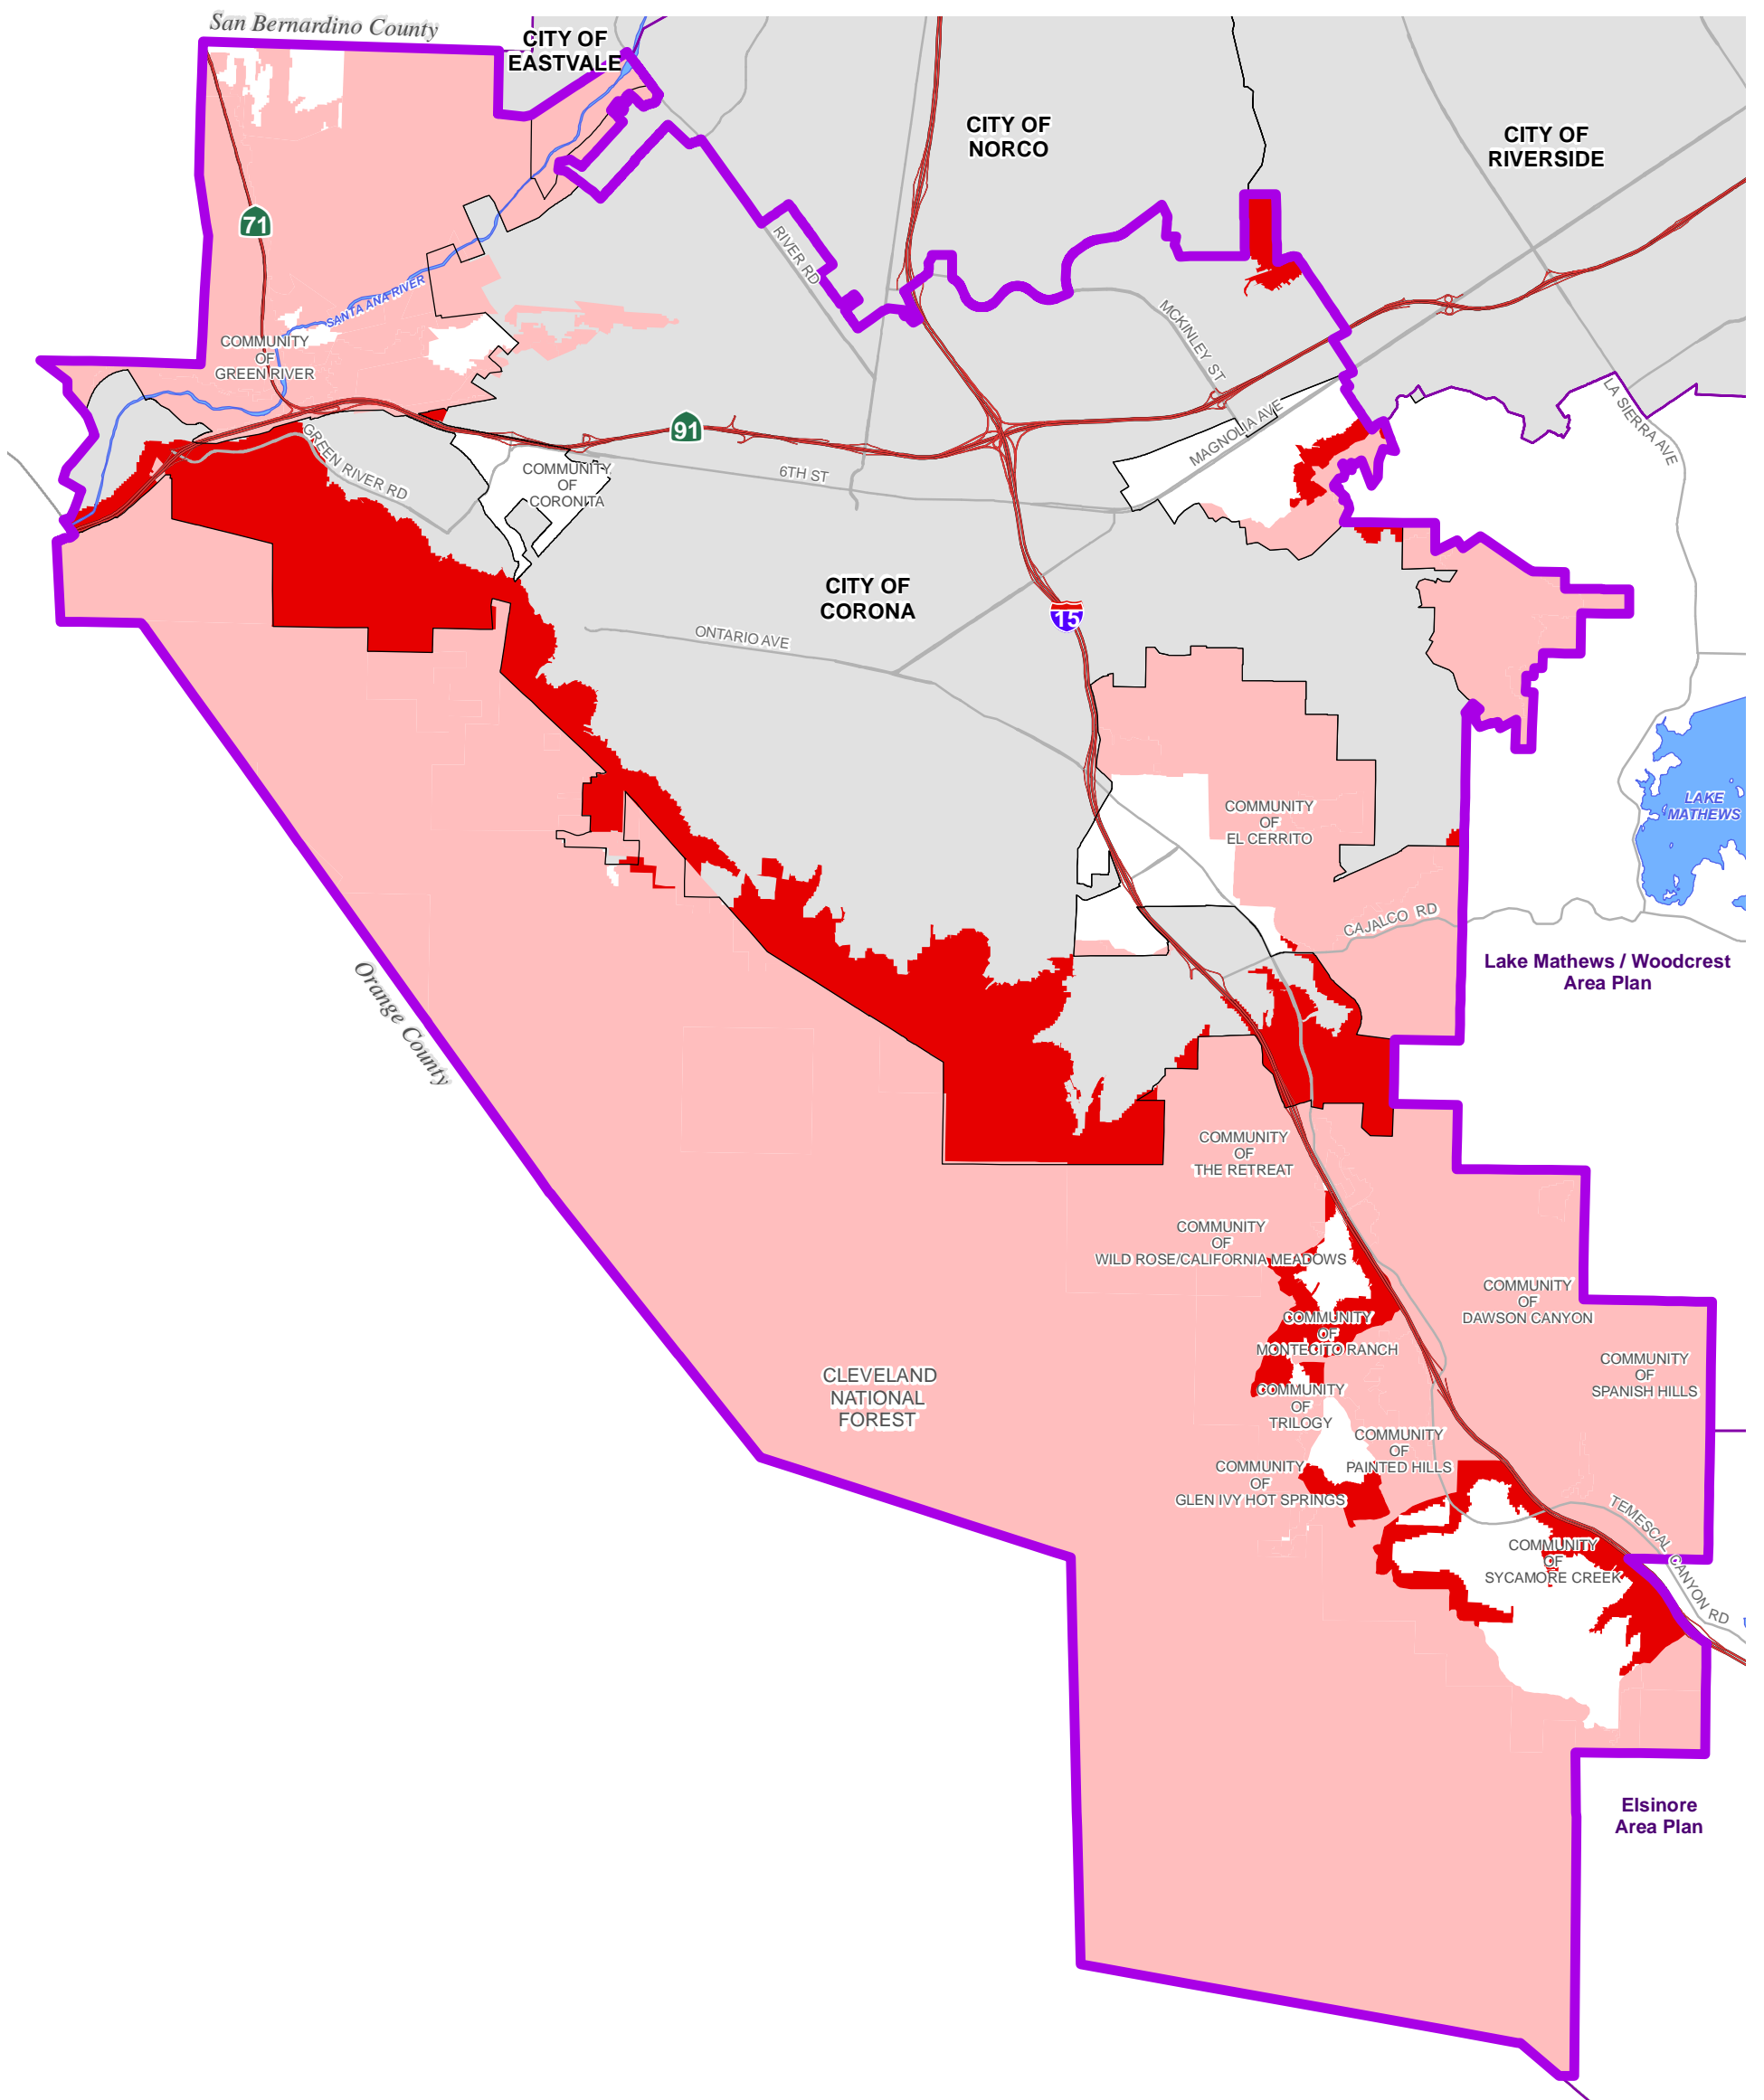 San Bernardino County
CITY OF
EASTVALE
CITY OF
NORCO
CITY OF
RIVERSIDE
71
RIVER RD
SANTA ANA RIVER
MCKINLEY ST
COMMUNITY
OF
GREEN RIVER
LA SIERRA AVE
91
MAGNOLIA AVE
GREEN RIVER RD
COMMUNITY
OF
CORONITA
6TH ST
CITY OF
CORONA
15
ONTARIO AVE
LAKE
MATHEWS
COMMUNITY
OF
EL CERRITO
CAJALCO RD
Lake Mathews / Woodcrest
Area Plan
Orange County
COMMUNITY
OF
THE RETREAT
COMMUNITY
OF
WILD ROSE/CALIFORNIA MEADOWS
COMMUNITY
OF
DAWSON CANYON
COMMUNITY
OF
MONTECITO RANCH
COMMUNITY
OF
SPANISH HILLS
CLEVELAND
NATIONAL
FOREST
COMMUNITY
OF
TRILOGY
COMMUNITY
OF
PAINTED HILLS
COMMUNITY
OF
GLEN IVY HOT SPRINGS
TEMESCAL CANYON RD
COMMUNITY
OF
SYCAMORE CREEK
Elsinore
Area Plan